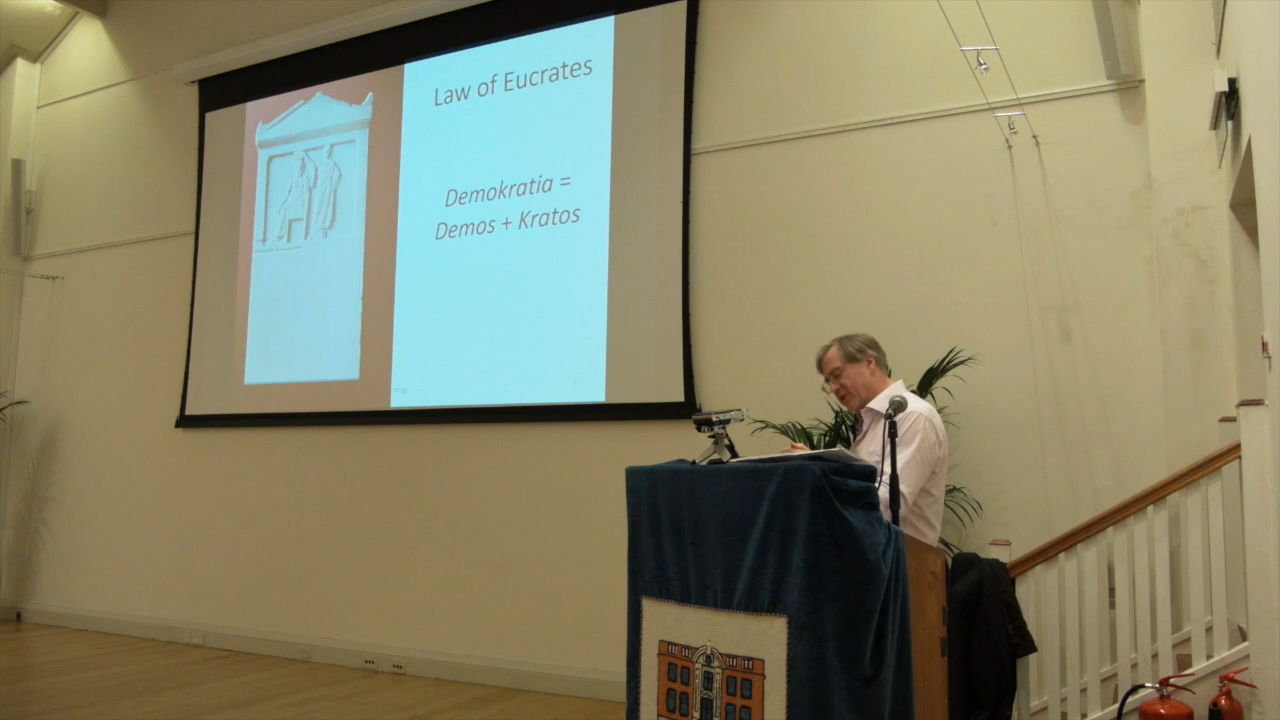 Law of Eucrates
Demokratia =
Demos + Kratos